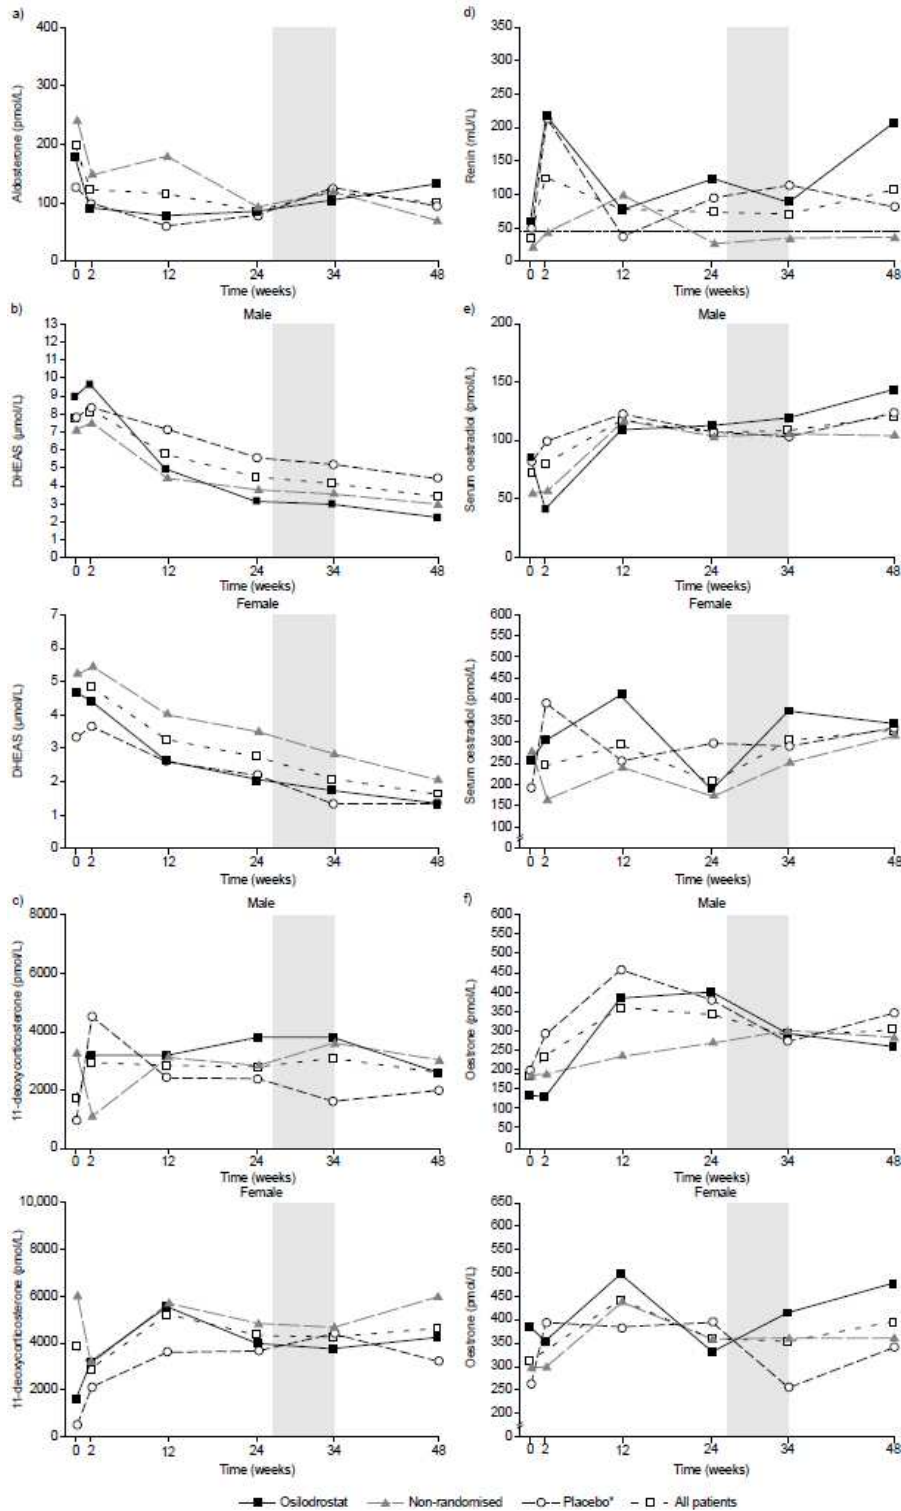 a)
Aldosterone (pmol/L)
400
300
200
100
0
0 2 12 24 34 48
Time (weeks)
d)
Renin (mU/L)
350
300
250
200
150
100
50
0
0 2 12 24 34 48
Time (weeks)
b)
Male
DHEAS (µmol/L)
13
12
11
10
9
8
7
6
5
4
3
2
1
0
0 2 12 24 34 48
Time (weeks)
e)
Male
Serum oestradiol (pmol/L)
200
150
100
50
0
0 2 12 24 34 48
Time (weeks)
Female
DHEAS (µmol/L)
7
6
5
4
3
2
1
0
0 2 12 24 34 48
Time (weeks)
Female
Serum oestradiol (pmol/L)
600
550
500
450
400
350
300
250
200
150
100
0
0 2 12 24 34 48
Time (weeks)
c)
Male
11-deoxycorticosterone (pmol/L)
8000
6000
4000
2000
0
0 2 12 24 34 48
Time (weeks)
f)
Male
Oestrone (pmol/L)
600
550
500
450
400
350
300
250
200
150
100
50
0
0 2 12 24 34 48
Time (weeks)
Female
11-deoxycorticosterone (pmol/L)
10,000
8000
6000
4000
2000
0
0 2 12 24 34 48
Time (weeks)
Female
Oestrone (pmol/L)
650
600
550
500
450
400
350
300
250
200
0
0 2 12 24 34 48
Time (weeks)
Osilodrostat Non-randomised Placebo* All patients